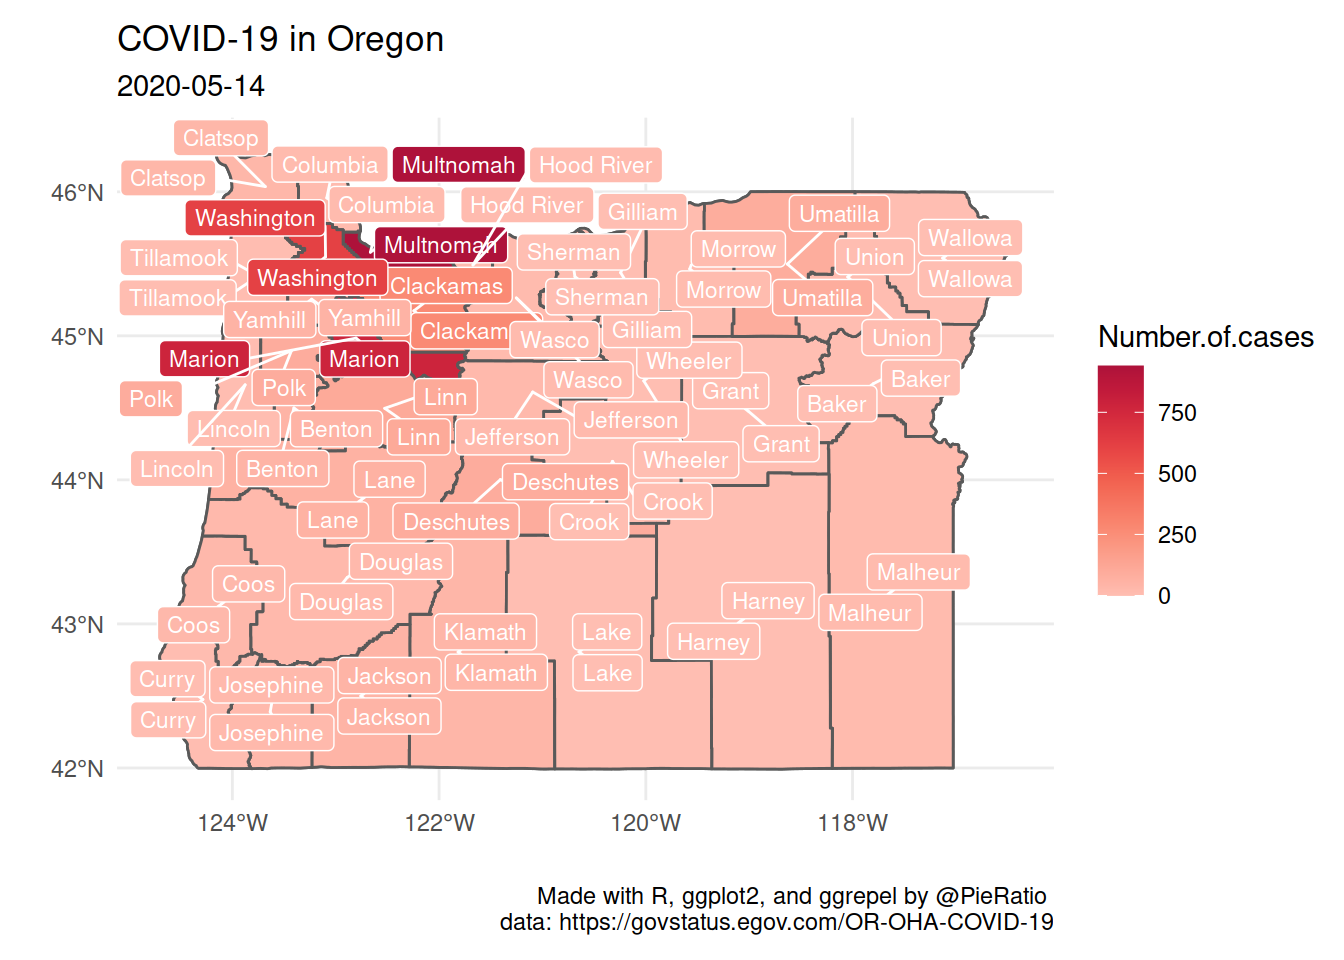 COVID-19 in Oregon
2020-05-14
Clatsop
Columbia
Multnomah
Hood River
Clatsop
46°N
Columbia
Hood River
Gilliam
Umatilla
Washington
Multnomah
Sherman
Morrow
Union
Wallowa
Tillamook
Washington
Clackamas
Sherman
Morrow
Umatilla
Wallowa
Tillamook
Yamhill
Yamhill
Clackam
Wasco
Gilliam
Union
45°N
Marion
Marion
Wheeler
Polk
Polk
Linn
Wasco
Grant
Baker
Baker
Lincoln
Benton
Linn
Jefferson
Jefferson
Grant
Lincoln
Benton
Wheeler
44°N
Lane
Deschutes
Crook
Lane
Deschutes
Crook
Douglas
Malheur
Coos
Douglas
Harney
Malheur
43°N
Coos
Klamath
Lake
Harney
Curry
Josephine
Jackson
Klamath
Lake
Curry
Josephine
Jackson
42°N
124°W
122°W
120°W
118°W
Number.of.cases
750
500
250
0
Made with R, ggplot2, and ggrepel by @PieRatio
data: https://govstatus.egov.com/OR-OHA-COVID-19